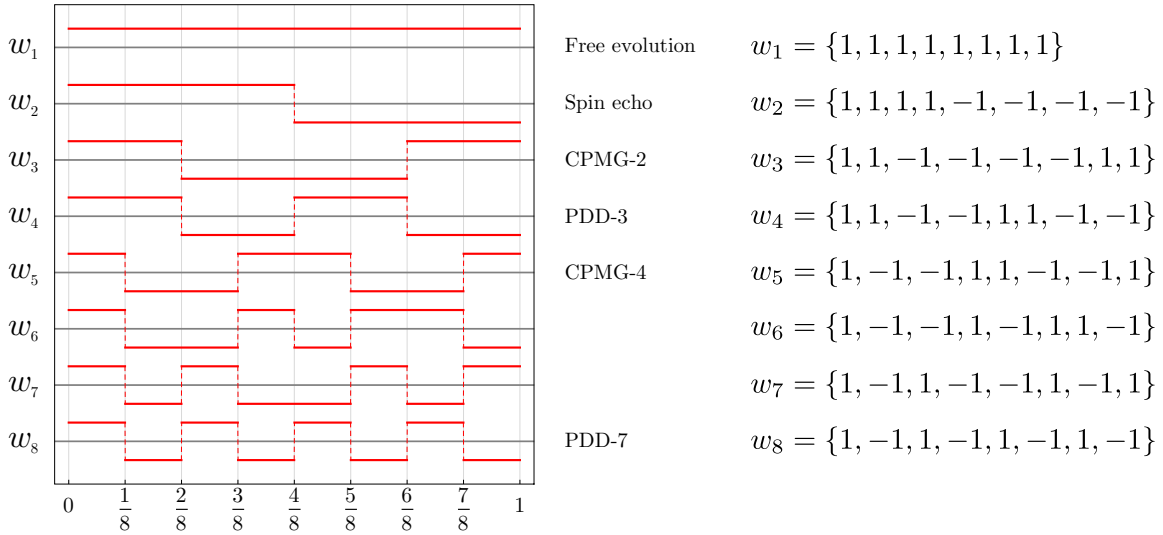 w₁ Free evolution w₁ = {1, 1, 1, 1, 1, 1, 1, 1}
w₂ Spin echo w₂ = {1, 1, 1, 1, −1, −1, −1, −1}
w₃ CPMG-2 w₃ = {1, 1, −1, −1, −1, −1, 1, 1}
w₄ PDD-3 w₄ = {1, 1, −1, −1, 1, 1, −1, −1}
w₅ CPMG-4 w₅ = {1, −1, −1, 1, 1, −1, −1, 1}
w₆ w₆ = {1, −1, −1, 1, −1, 1, 1, −1}
w₇ w₇ = {1, −1, 1, −1, −1, 1, −1, 1}
w₈ PDD-7 w₈ = {1, −1, 1, −1, 1, −1, 1, −1}
0 1/8 2/8 3/8 4/8 5/8 6/8 7/8 1